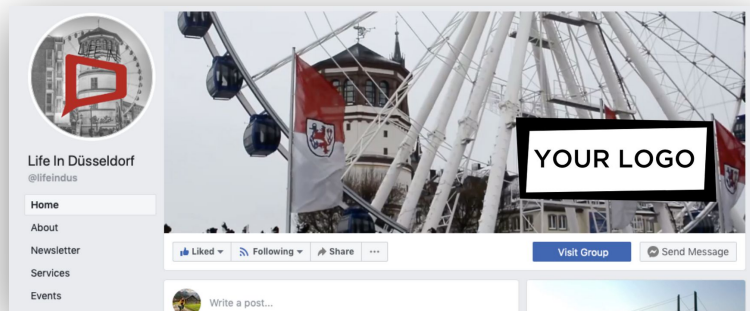 YOUR LOGO
Life In Düsseldorf
@lifeindus
Home
About
Newsletter
Services
Events
Liked
Following
Share
...
Visit Group
Send Message
Write a post...